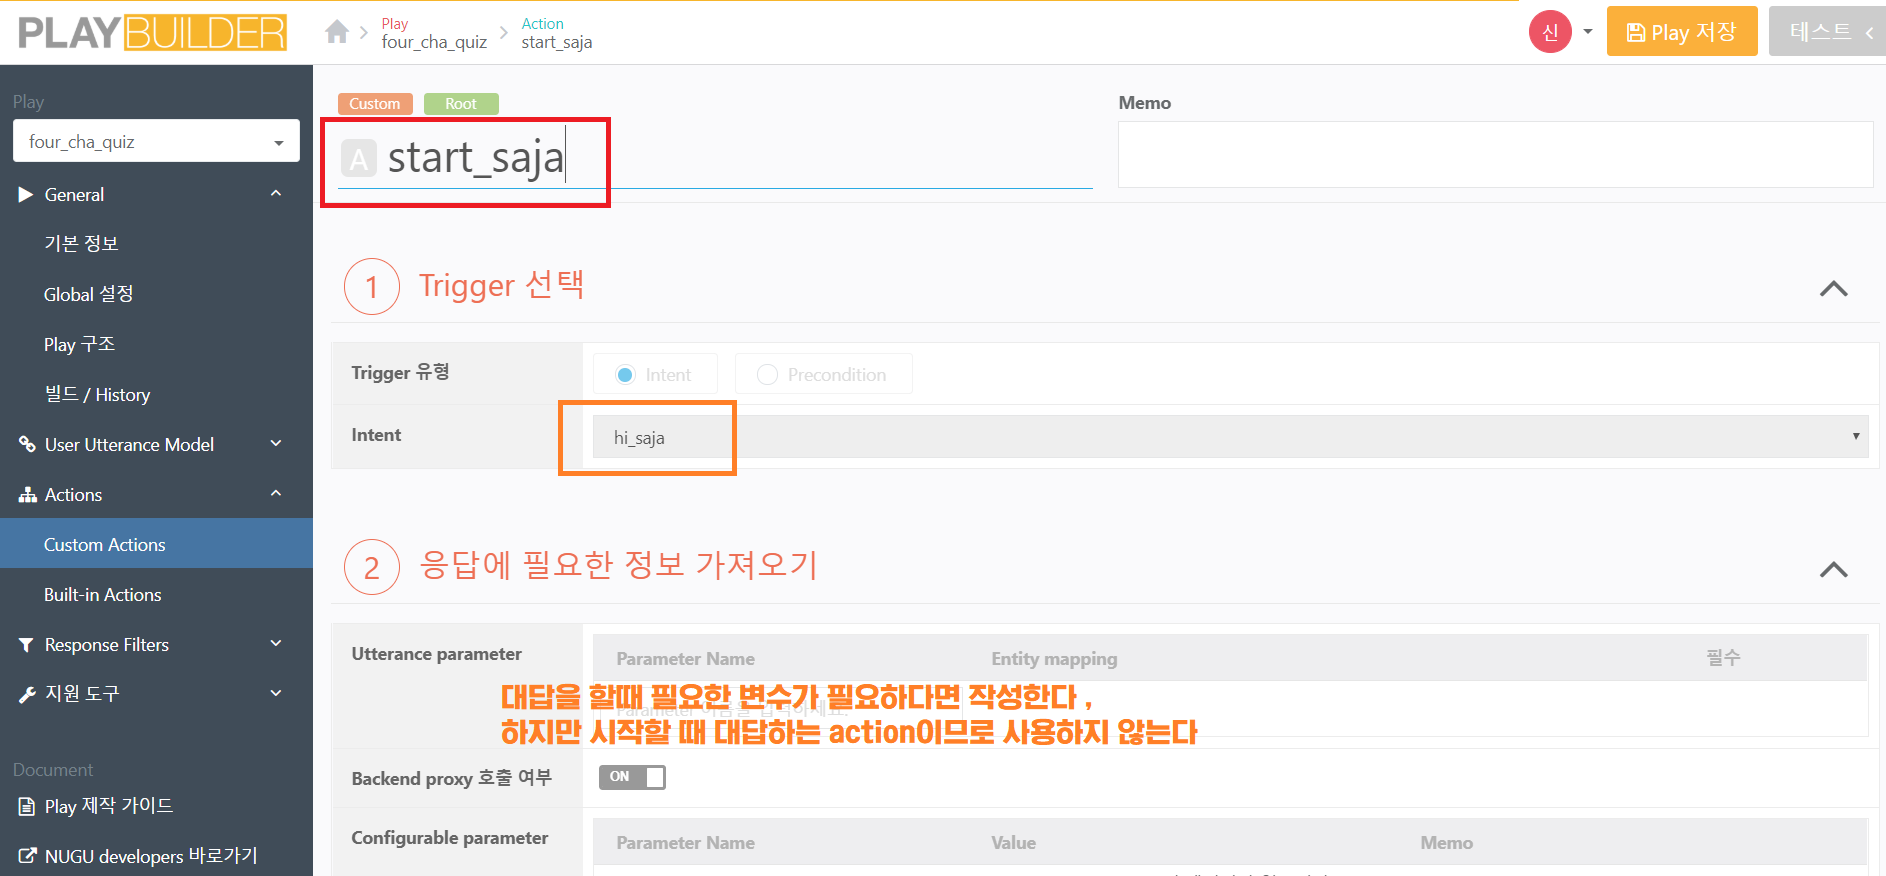 PLAYBUILDER
Play
four_cha_quiz
Action
start_saja
신
Play 저장
테스트
Play
four_cha_quiz
General
기본 정보
Global 설정
Play 구조
빌드 / History
User Utterance Model
Actions
Custom Actions
Built-in Actions
Response Filters
지원 도구
Document
Play 제작 가이드
NUGU developers 바로가기
Custom
Root
Memo
A start_saja
1 Trigger 선택
Trigger 유형
Intent
Precondition
Intent
hi_saja
2 응답에 필요한 정보 가져오기
Utterance parameter
Parameter Name
Entity mapping
필수
대답을 할때 필요한 변수가 필요하다면 작성한다 ,
하지만 시작할 때 대답하는 action이므로 사용하지 않는다
Backend proxy 호출 여부
ON
Configurable parameter
Parameter Name
Value
Memo